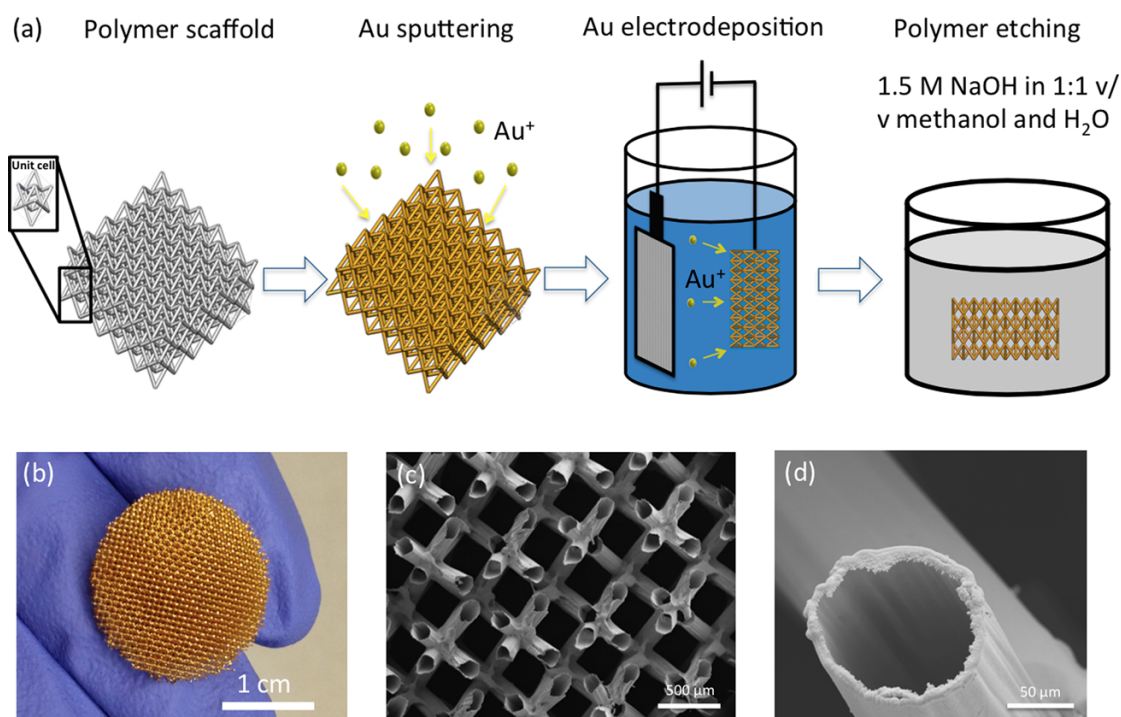 (a) Polymer scaffold Au sputtering Au electrodeposition Polymer etching
1.5 M NaOH in 1:1 v/
v methanol and H₂O
Au⁺
Unit cell
Au⁺
(b)
1 cm
(c)
500 μm
(d)
50 μm